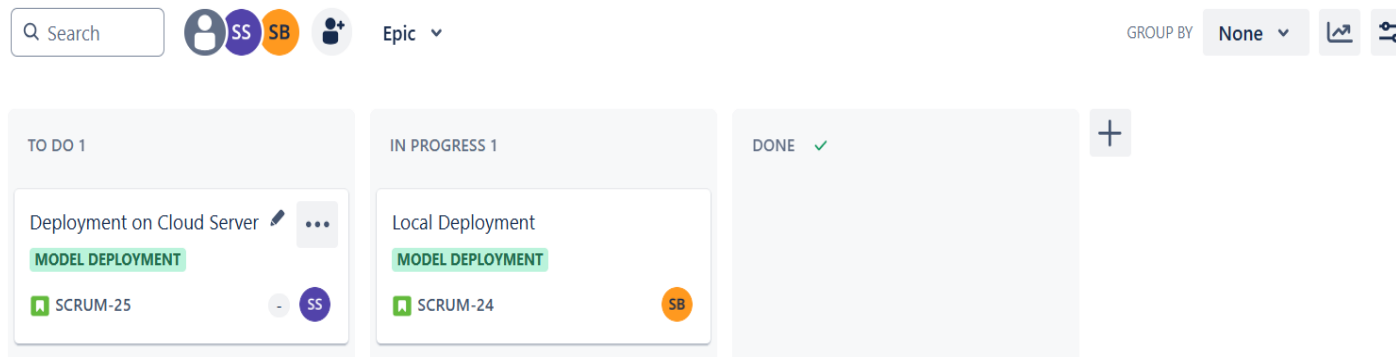 Search
SS
SB
Epic
GROUP BY
None
TO DO 1
Deployment on Cloud Server
MODEL DEPLOYMENT
SCRUM-25
-
SS
IN PROGRESS 1
Local Deployment
MODEL DEPLOYMENT
SCRUM-24
SB
DONE